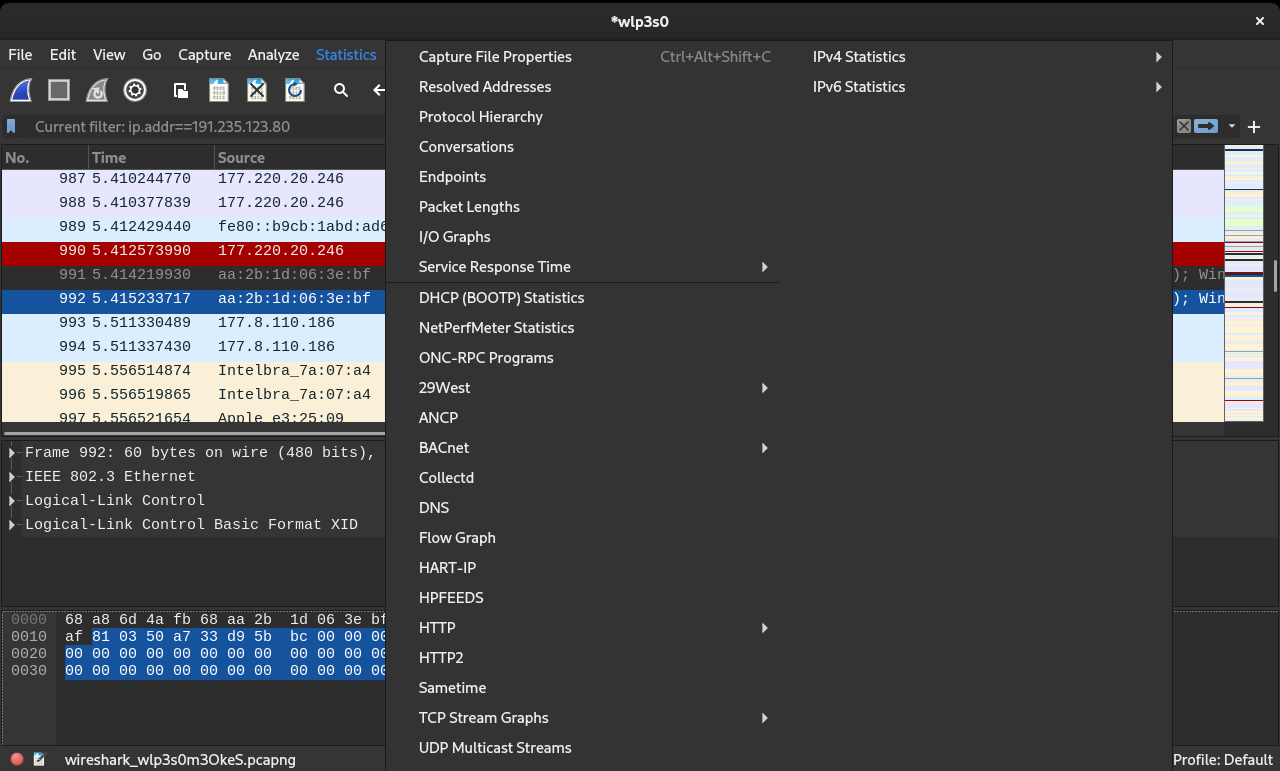 *wlp3s0
File Edit View Go Capture Analyze Statistics
Current filter: ip.addr==191.235.123.80
No. Time Source
987 5.410244770 177.220.20.246
988 5.410377839 177.220.20.246
989 5.412429440 fe80::b9cb:1abd:ad6
990 5.412573990 177.220.20.246
991 5.414219930 aa:2b:1d:06:3e:bf ); Win
992 5.415233717 aa:2b:1d:06:3e:bf ); Win
993 5.511330489 177.8.110.186
994 5.511337430 177.8.110.186
995 5.556514874 Intelbra_7a:07:a4
996 5.556519865 Intelbra_7a:07:a4
997 5.556521654 Apple_e3:25:09
Frame 992: 60 bytes on wire (480 bits),
IEEE 802.3 Ethernet
Logical-Link Control
Logical-Link Control Basic Format XID
0000 68 a8 6d 4a fb 68 aa 2b 1d 06 3e bf
0010 af 81 03 50 a7 33 d9 5b bc 00 00 00
0020 00 00 00 00 00 00 00 00 00 00 00 00
0030 00 00 00 00 00 00 00 00 00 00 00 00
wireshark_wlp3s0m3OkeS.pcapng
Profile: Default
Capture File Properties Ctrl+Alt+Shift+C
Resolved Addresses
Protocol Hierarchy
Conversations
Endpoints
Packet Lengths
I/O Graphs
Service Response Time
DHCP (BOOTP) Statistics
NetPerfMeter Statistics
ONC-RPC Programs
29West
ANCP
BACnet
Collectd
DNS
Flow Graph
HART-IP
HPFEEDS
HTTP
HTTP2
Sametime
TCP Stream Graphs
UDP Multicast Streams
IPv4 Statistics
IPv6 Statistics